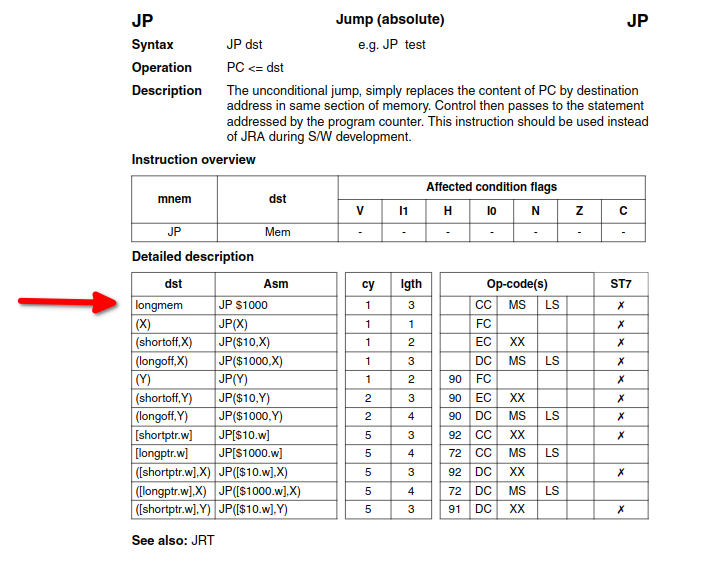 JP Jump (absolute) JP
Syntax JP dst e.g. JP test
Operation PC <= dst
Description The unconditional jump, simply replaces the content of PC by destination
address in same section of memory. Control then passes to the statement
addressed by the program counter. This instruction should be used instead
of JRA during S/W development.
Instruction overview
mnem dst Affected condition flags
V I1 H I0 N Z C
JP Mem - - - - - - -
Detailed description
dst Asm cy lgth Op-code(s) ST7
longmem JP $1000 1 3 CC MS LS ✗
(X) JP(X) 1 1 FC ✗
(shortoff,X) JP($10,X) 1 2 EC XX ✗
(longoff,X) JP($1000,X) 1 3 DC MS LS ✗
(Y) JP(Y) 1 2 90 FC ✗
(shortoff,Y) JP($10,Y) 2 3 90 EC XX ✗
(longoff,Y) JP($1000,Y) 2 4 90 DC MS LS ✗
[shortptr.w] JP[$10.w] 5 3 92 CC XX ✗
[longptr.w] JP[$1000.w] 5 4 72 CC MS LS
([shortptr.w],X) JP([$10.w],X) 5 3 92 DC XX ✗
([longptr.w],X) JP([$1000.w],X) 5 4 72 DC MS LS
([shortptr.w],Y) JP([$10.w],Y) 5 3 91 DC XX ✗
See also: JRT